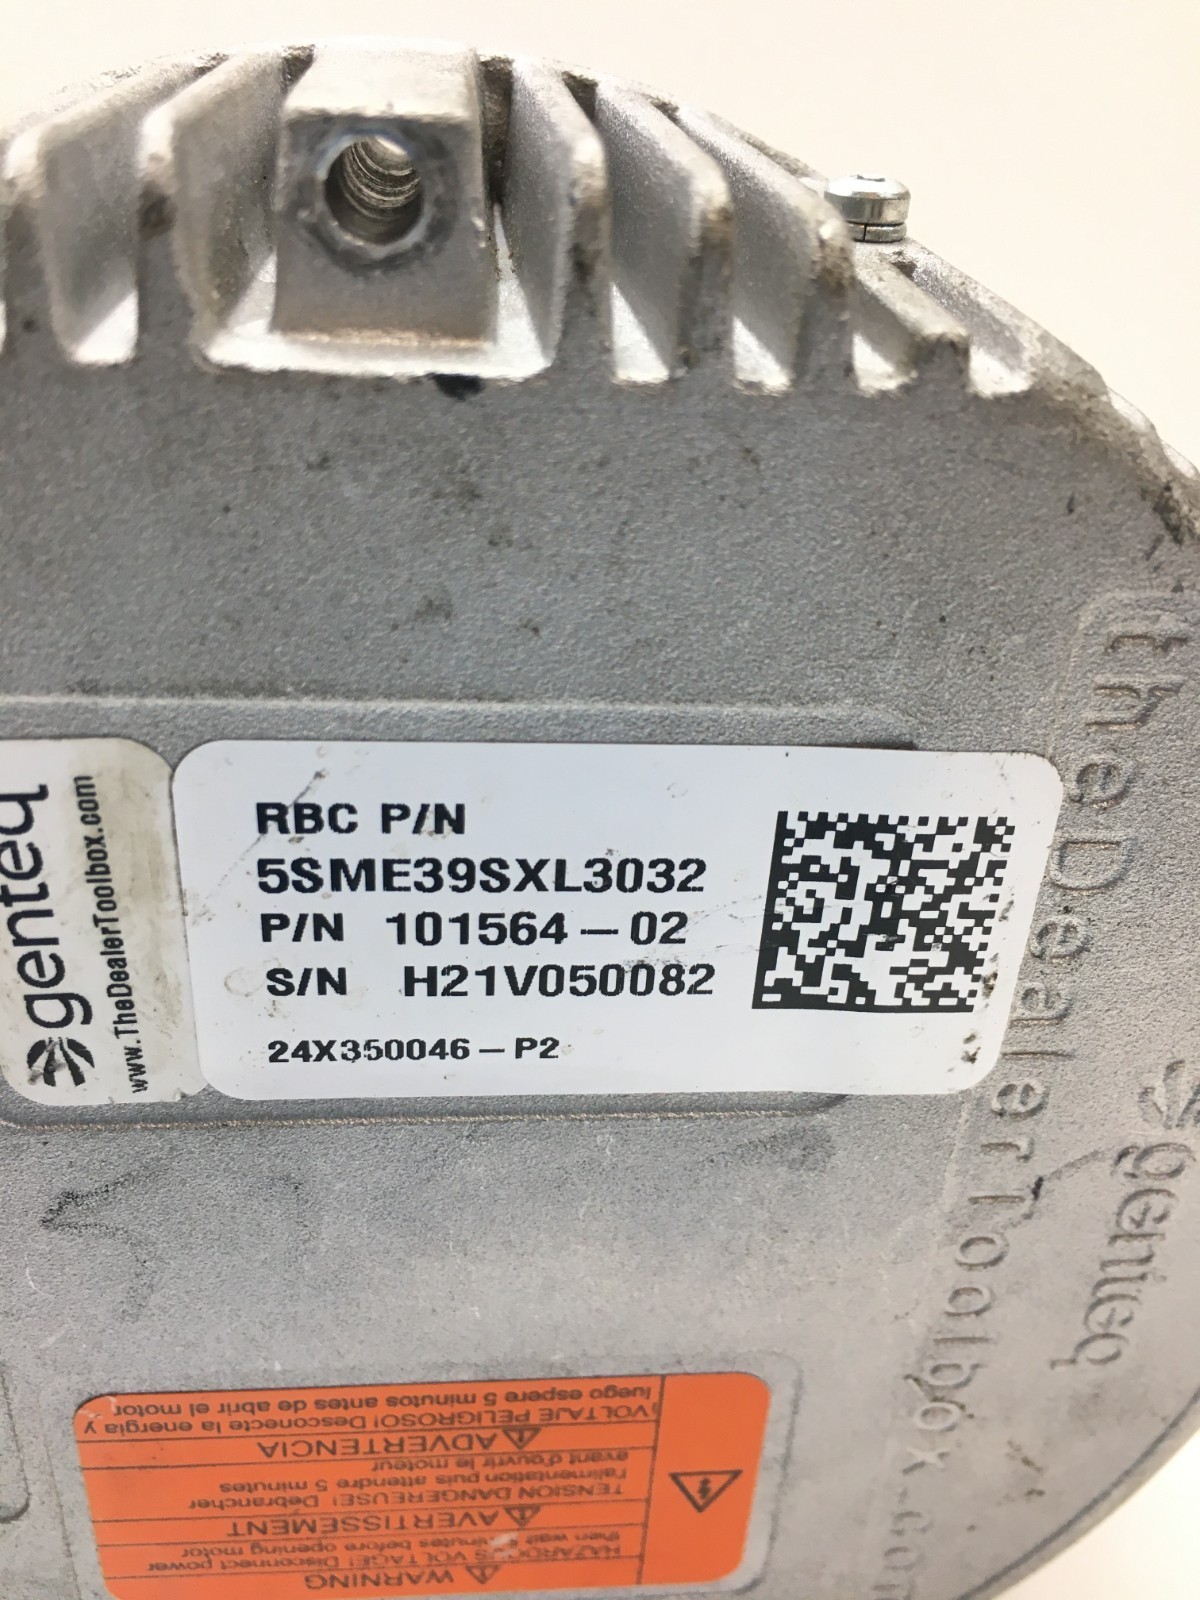 RBC P/N
5SME39SXL3032
P/N 101564-02
S/N H21V050082
24X350046-P2
genteq
www.TheDealerToolbox.com
theDealerToolbox.com
genteq
⚠ WARNING
HAZARDOUS VOLTAGE! Disconnect power
then wait minutes before opening motor
⚠ AVERTISSEMENT
TENSION DANGEREUSE! Debrancher
l'alimentation puis attendre 5 minutes
avant d'ouvrir le moteur
⚠ ADVERTENCIA
¡VOLTAJE PELIGROSO! Desconecte la energia y
luego espere 5 minutos antes de abrir el motor